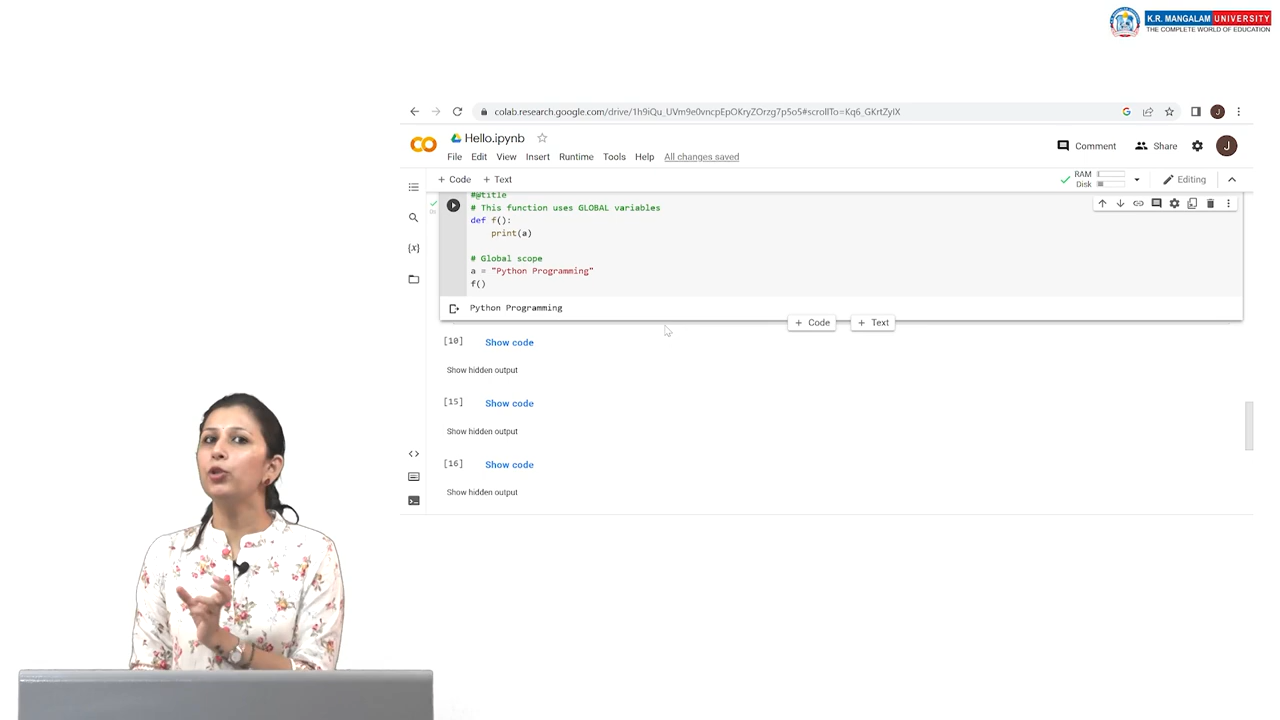 K.R. MANGALAM UNIVERSITY
THE COMPLETE WORLD OF EDUCATION
colab.research.google.com/drive/1h9iQu_UVm9e0vncpEpOKryZOrzg7p5o5#scrollTo=Kq6_GKrtZylX
J
Hello.ipynb
File Edit View Insert Runtime Tools Help All changes saved
Comment Share J
+ Code + Text
RAM
Disk
Editing
#@title
# This function uses GLOBAL variables
def f():
print(a)
# Global scope
a = "Python Programming"
f()
Python Programming
+ Code + Text
[10] Show code
Show hidden output
[15] Show code
Show hidden output
[16] Show code
Show hidden output